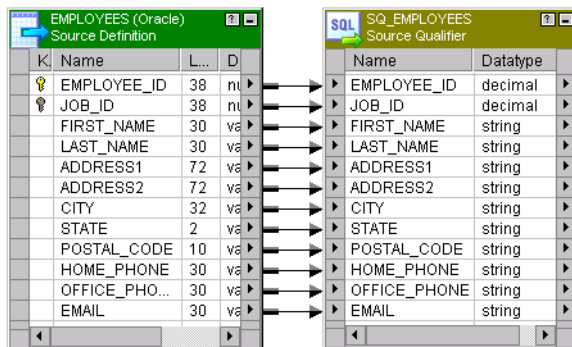 EMPLOYEES (Oracle)
Source Definition
K. Name L... D
EMPLOYEE_ID 38 nu
JOB_ID 38 nu
FIRST_NAME 30 va
LAST_NAME 30 va
ADDRESS1 72 va
ADDRESS2 72 va
CITY 32 va
STATE 2 va
POSTAL_CODE 10 va
HOME_PHONE 30 va
OFFICE_PHO... 30 va
EMAIL 30 va
SQL SQ_EMPLOYEES
Source Qualifier
Name Datatype
EMPLOYEE_ID decimal
JOB_ID decimal
FIRST_NAME string
LAST_NAME string
ADDRESS1 string
ADDRESS2 string
CITY string
STATE string
POSTAL_CODE string
HOME_PHONE string
OFFICE_PHONE string
EMAIL string